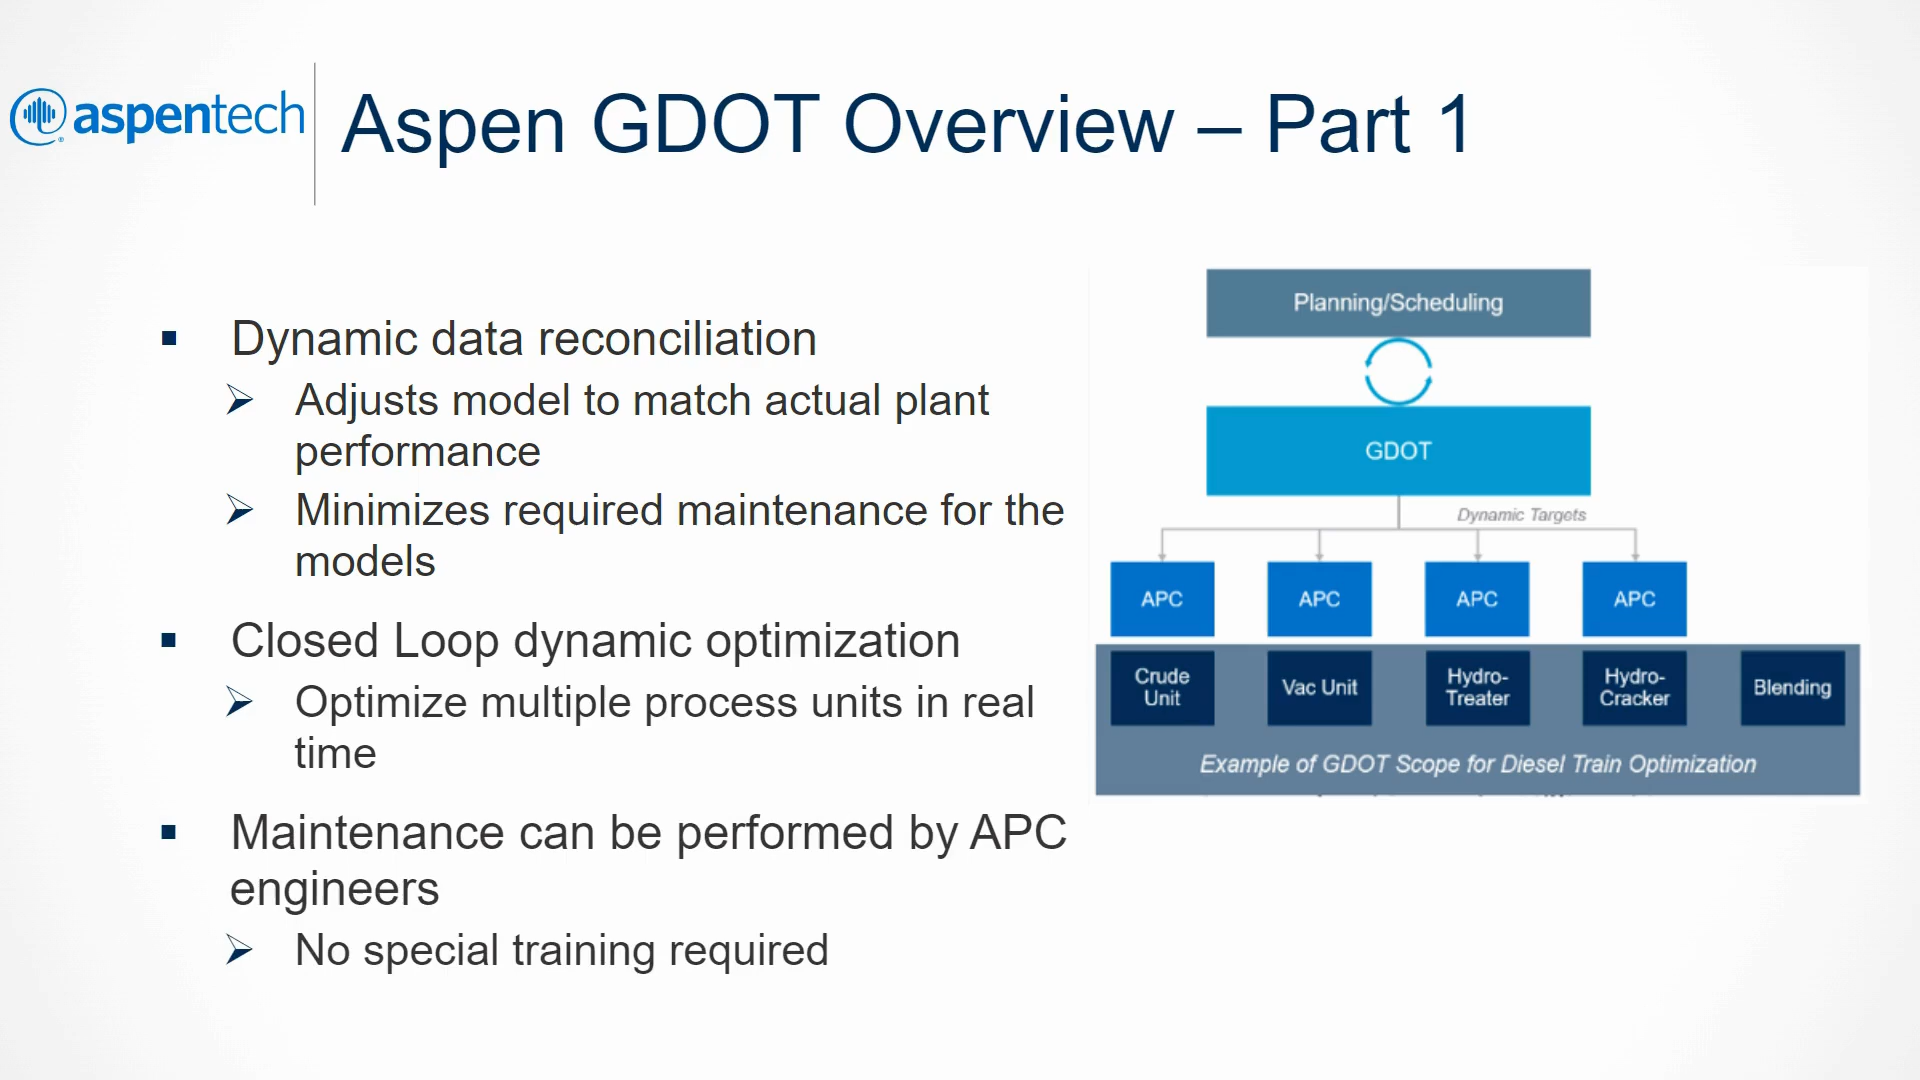 aspentech
Aspen GDOT Overview – Part 1
Dynamic data reconciliation
Adjusts model to match actual plant
performance
Minimizes required maintenance for the
models
Closed Loop dynamic optimization
Optimize multiple process units in real
time
Maintenance can be performed by APC
engineers
No special training required
Planning/Scheduling
GDOT
Dynamic Targets
APC
APC
APC
APC
Crude
Unit
Vac Unit
Hydro-
Treater
Hydro-
Cracker
Blending
Example of GDOT Scope for Diesel Train Optimization